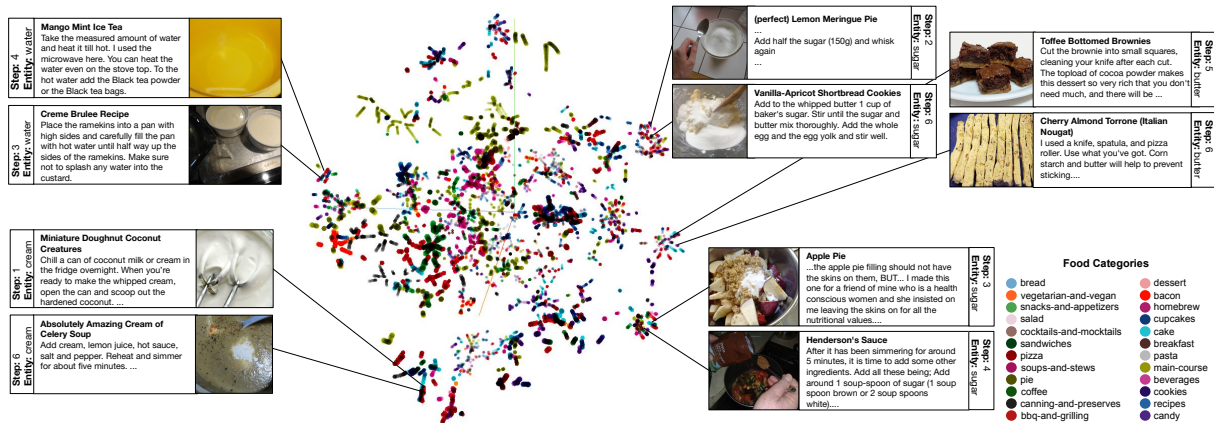 Mango Mint Ice Tea
Take the measured amount of water
and heat it till hot. I used the
microwave here. You can heat the
water even on the stove top. To the
hot water add the Black tea powder
or the Black tea bags.
Step: 4
Entity: water
Creme Brulee Recipe
Place the ramekins into a pan with
high sides and carefully fill the pan
with hot water until half way up the
sides of the ramekins. Make sure
not to splash any water into the
custard.
Step: 3
Entity: water
Miniature Doughnut Coconut
Creatures
Chill a can of coconut milk or cream in
the fridge overnight. When you're
ready to make the whipped cream,
open the can and scoop out the
hardened coconut. ...
Step: 1
Entity: cream
Absolutely Amazing Cream of
Celery Soup
Add cream, lemon juice, hot sauce,
salt and pepper. Reheat and simmer
for about five minutes. ...
Step: 6
Entity: cream
(perfect) Lemon Meringue Pie
...
Add half the sugar (150g) and whisk
again
...
Step: 2
Entity: sugar
Vanilla-Apricot Shortbread Cookies
Add to the whipped butter 1 cup of
baker's sugar. Stir until the sugar and
butter mix thoroughly. Add the whole
egg and the egg yolk and stir well.
Step: 6
Entity: sugar
Toffee Bottomed Brownies
Cut the brownie into small squares,
cleaning your knife after each cut.
The topload of cocoa powder makes
this dessert so very rich that you don't
need much, and there will be ...
Step: 5
Entity: butter
Cherry Almond Torrone (Italian
Nougat)
I used a knife, spatula, and pizza
roller. Use what you've got. Corn
starch and butter will help to prevent
sticking....
Step: 6
Entity: butter
Apple Pie
...the apple pie filling should not have
the skins on them, BUT... I made this
one for a friend of mine who is a health
conscious women and she insisted on
me leaving the skins on for all the
nutritional values....
Step: 3
Entity: sugar
Henderson's Sauce
After it has been simmering for around
5 minutes, it is time to add some other
ingredients. Add all these being; Add
around 1 soup-spoon of sugar (1 soup
spoon brown or 2 soup spoons
white)....
Step: 4
Entity: sugar
Food Categories
bread
vegetarian-and-vegan
snacks-and-appetizers
salad
cocktails-and-mocktails
sandwiches
pizza
soups-and-stews
pie
coffee
canning-and-preserves
bbq-and-grilling
dessert
bacon
homebrew
cupcakes
cake
breakfast
pasta
main-course
beverages
cookies
recipes
candy